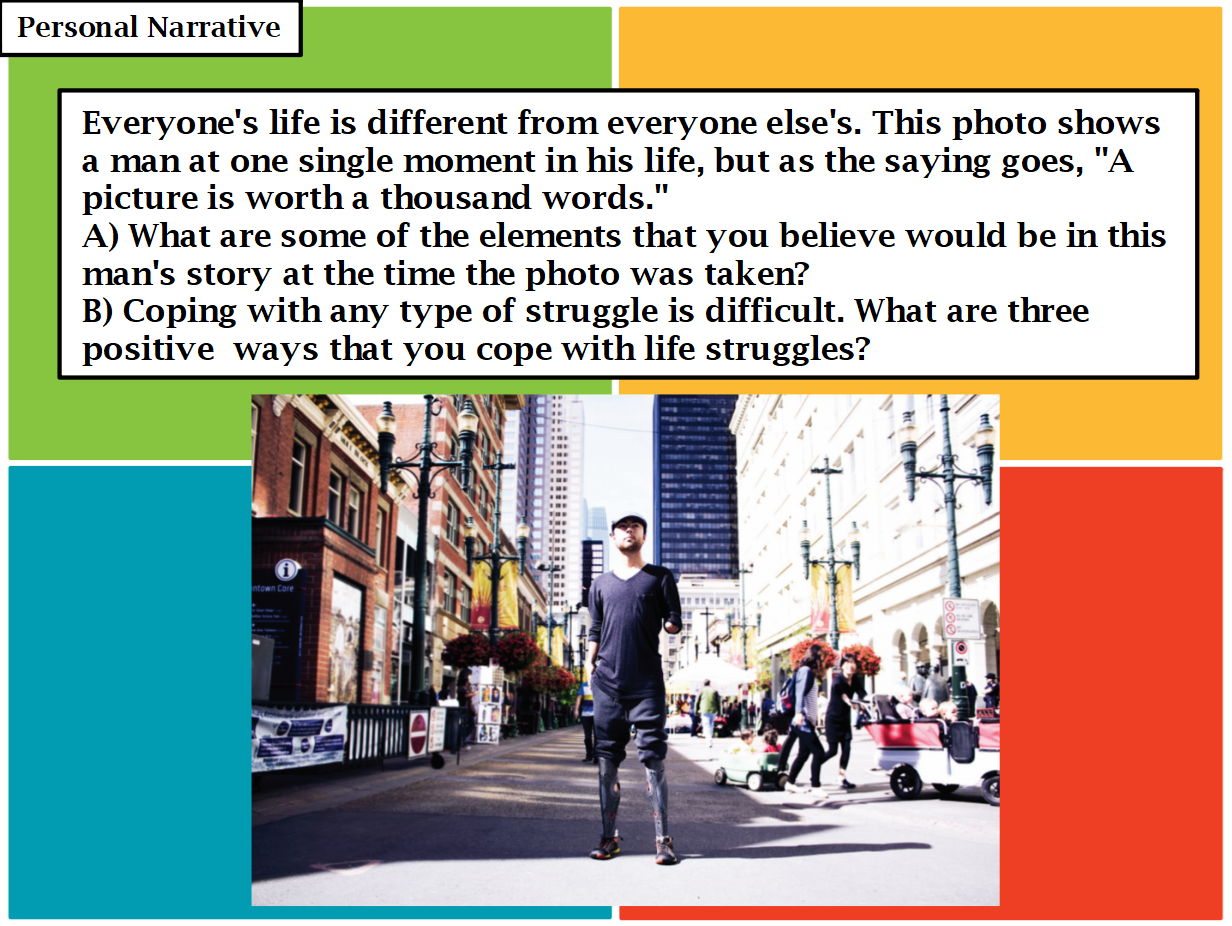 Personal Narrative
Everyone's life is different from everyone else's. This photo shows
a man at one single moment in his life, but as the saying goes, "A
picture is worth a thousand words."
A) What are some of the elements that you believe would be in this
man's story at the time the photo was taken?
B) Coping with any type of struggle is difficult. What are three
positive  ways that you cope with life struggles?
i
ntown Core